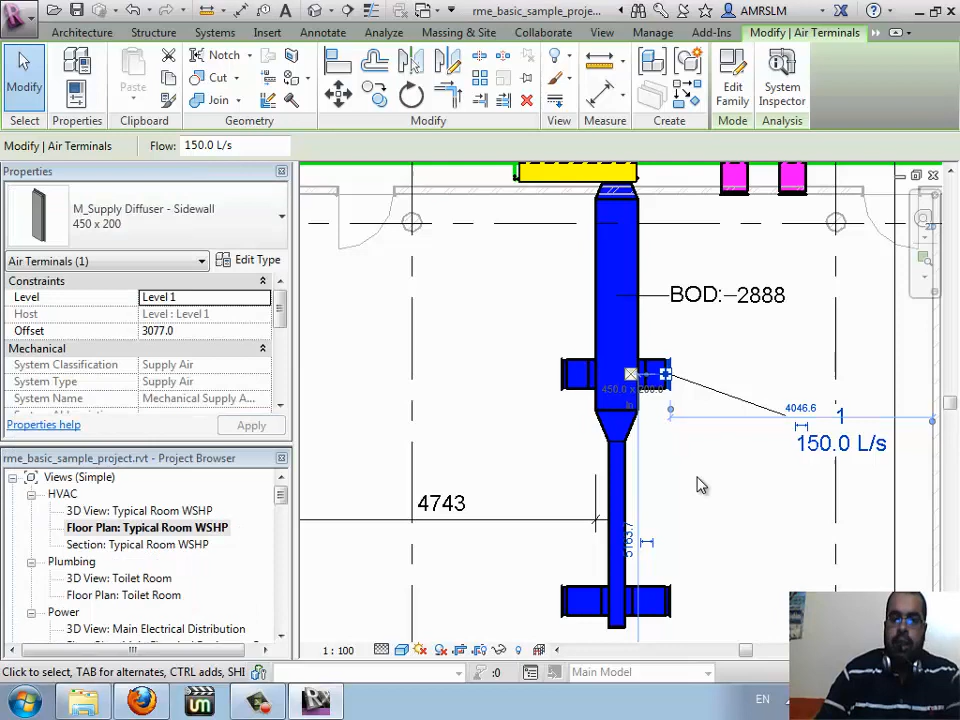 rme_basic_sample_proje...
AMRSLM
Architecture
Structure
Systems
Insert
Annotate
Analyze
Massing & Site
Collaborate
View
Manage
Add-Ins
Modify | Air Terminals
Modify
Paste
Notch
Cut
Join
Edit
Family
System
Inspector
Select
Properties
Clipboard
Geometry
Modify
View
Measure
Create
Mode
Analysis
Modify | Air Terminals
Flow:
150.0 L/s
Properties
M_Supply Diffuser - Sidewall
450 x 200
Air Terminals (1)
Edit Type
Constraints
Level
Level 1
Host
Level : Level 1
Offset
3077.0
Mechanical
System Classification
Supply Air
System Type
Supply Air
System Name
Mechanical Supply A...
Properties help
Apply
rme_basic_sample_project.rvt - Project Browser
Views (Simple)
HVAC
3D View: Typical Room WSHP
Floor Plan: Typical Room WSHP
Section: Typical Room WSHP
Plumbing
3D View: Toilet Room
Floor Plan: Toilet Room
Power
3D View: Main Electrical Distribution
BOD: 2888
450.0 x 200.0
4046.6
1
150.0 L/s
4743
5163.7
2D
1 : 100
Click to select, TAB for alternates, CTRL adds, SHI
:0
Main Model
EN